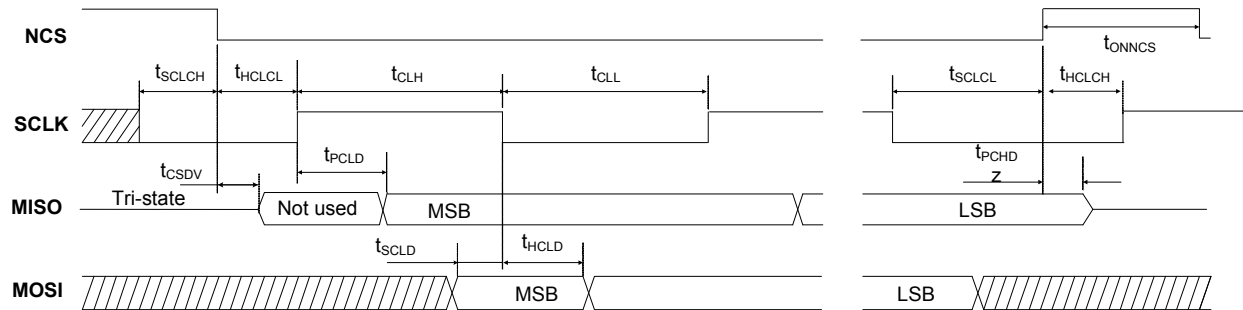 NCS
tONNCS
tSCLCH tHCLCL tCLH tCLL tSCLCL tHCLCH
SCLK
tPCLD tPCHD
tCSDV z
MISO Tri-state Not used MSB LSB
tSCLD tHCLD
MOSI MSB LSB